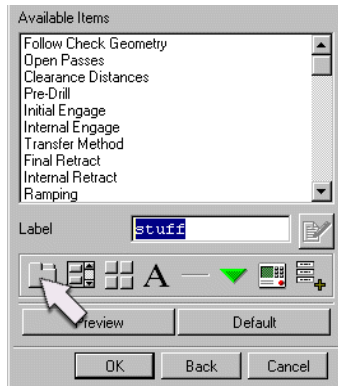 Available Items
Follow Check Geometry
Open Passes
Clearance Distances
Pre-Drill
Initial Engage
Internal Engage
Transfer Method
Final Retract
Internal Retract
Ramping
Label stuff
A
Preview Default
OK Back Cancel